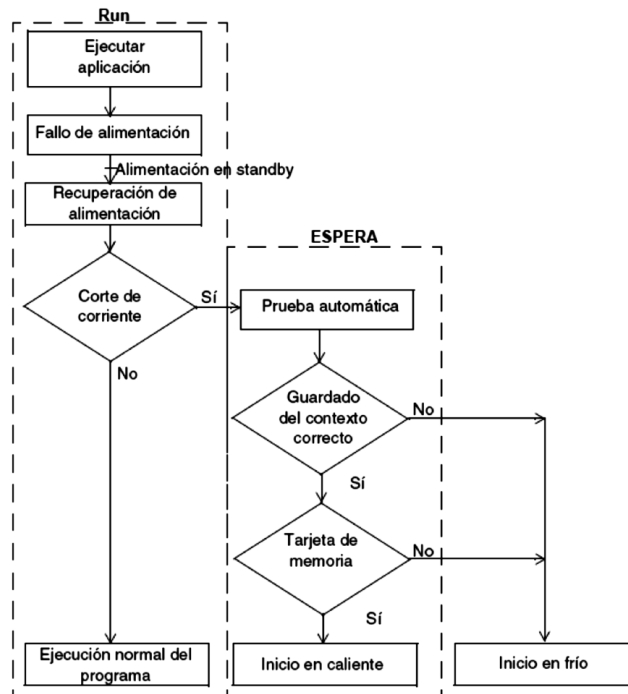 Run
Ejecutar
aplicación
Fallo de alimentación
Alimentación en standby
Recuperación de
alimentación
Corte de
corriente
Sí
No
ESPERA
Prueba automática
Guardado
del contexto
correcto
No
Sí
Tarjeta de
memoria
No
Sí
Ejecución normal del
programa
Inicio en caliente
Inicio en frío